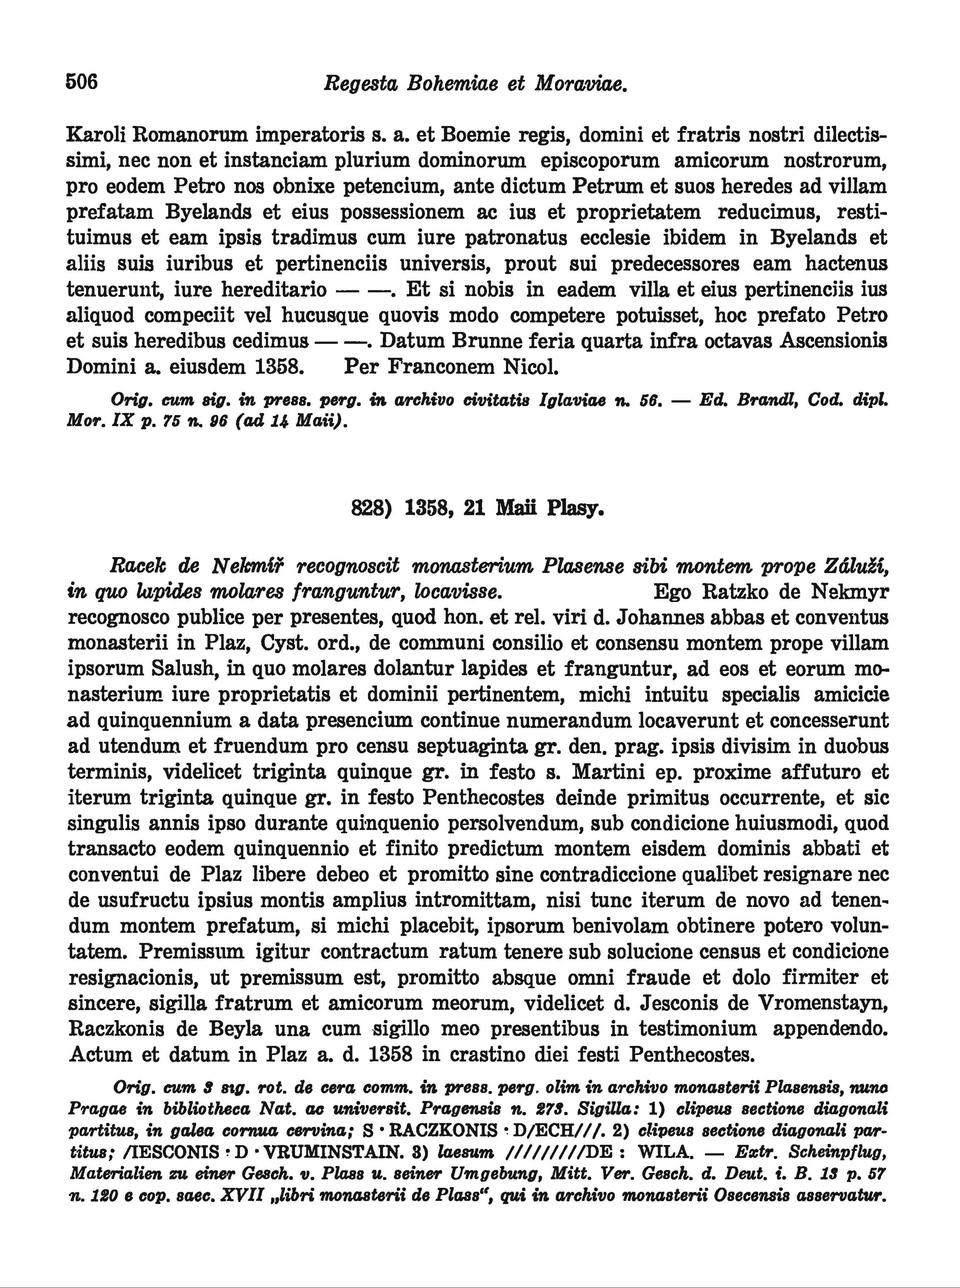 506 Regesta Bohemiae et Moraviae.
Karoli Romanorum imperatoris s. a. et Boemie regis, domini et fratris nostri dilectis-
simi, nec non et instanciam plurium dominorum episcoporum amicorum nostrorum,
pro eodem Petro nos obnixe petencium, ante dictum Petrum et suos heredes ad villam
prefatam Byelands et eius possessionem ac ius et proprietatem reducimus, resti-
tuimus et eam ipsis tradimus cum iure patronatus ecclesie ibidem in Byelands et
aliis suis iuribus et pertinenciis universis, prout sui predecessores eam hactenus
tenuerunt, iure hereditario — —. Et si nobis in eadem villa et eius pertinenciis ius
aliquod compeciit vel hucusque quovis modo competere potuisset, hoc prefato Petro
et suis heredibus cedimus — —. Datum Brunne feria quarta infra octavas Ascensionis
Domini a. eiusdem 1358. Per Franconem Nicol.
Orig. cum sig. in press. perg. in archivo civitatis Iglaviae n. 56. — Ed. Brandl, Cod. dipl.
Mor. IX p. 75 n. 96 (ad 14 Maii).
828) 1358, 21 Maii Plasy.
Racek de Nekmíř recognoscit monasterium Plasense sibi montem prope Záluží,
in quo lapides molares franguntur, locavisse. Ego Ratzko de Nekmyr
recognosco publice per presentes, quod hon. et rel. viri d. Johannes abbas et conventus
monasterii in Plaz, Cyst. ord., de communi consilio et consensu montem prope villam
ipsorum Salush, in quo molares dolantur lapides et franguntur, ad eos et eorum mo-
nasterium iure proprietatis et dominii pertinentem, michi intuitu specialis amicicie
ad quinquennium a data presencium continue numerandum locaverunt et concesserunt
ad utendum et fruendum pro censu septuaginta gr. den. prag. ipsis divisim in duobus
terminis, videlicet triginta quinque gr. in festo s. Martini ep. proxime affuturo et
iterum triginta quinque gr. in festo Penthecostes deinde primitus occurrente, et sic
singulis annis ipso durante quinquenio persolvendum, sub condicione huiusmodi, quod
transacto eodem quinquennio et finito predictum montem eisdem dominis abbati et
conventui de Plaz libere debeo et promitto sine contradiccione qualibet resignare nec
de usufructu ipsius montis amplius intromittam, nisi tunc iterum de novo ad tenen-
dum montem prefatum, si michi placebit, ipsorum benivolam obtinere potero volun-
tatem. Premissum igitur contractum ratum tenere sub solucione census et condicione
resignacionis, ut premissum est, promitto absque omni fraude et dolo firmiter et
sincere, sigilla fratrum et amicorum meorum, videlicet d. Jesconis de Vromenstayn,
Raczkonis de Beyla una cum sigillo meo presentibus in testimonium appendendo.
Actum et datum in Plaz a. d. 1358 in crastino diei festi Penthecostes.
Orig. cum 3 sig. rot. de cera comm. in press. perg. olim in archivo monasterii Plasensis, nunc
Pragae in bibliotheca Nat. ac universit. Pragensis n. 273. Sigilla: 1) clipeus sectione diagonali
partitus, in galea cornua cervina; S • RACZKONIS : D/ECH///. 2) clipeus sectione diagonali par-
titus; /IESCONIS : D • VRUMINSTAIN. 3) laesum /////////DE : WILA. — Extr. Scheinpflug,
Materialien zu einer Gesch. v. Plass u. seiner Umgebung, Mitt. Ver. Gesch. d. Deut. i. B. 13 p. 57
n. 120 e cop. saec. XVII „libri monasterii de Plass“, qui in archivo monasterii Osecensis asservatur.